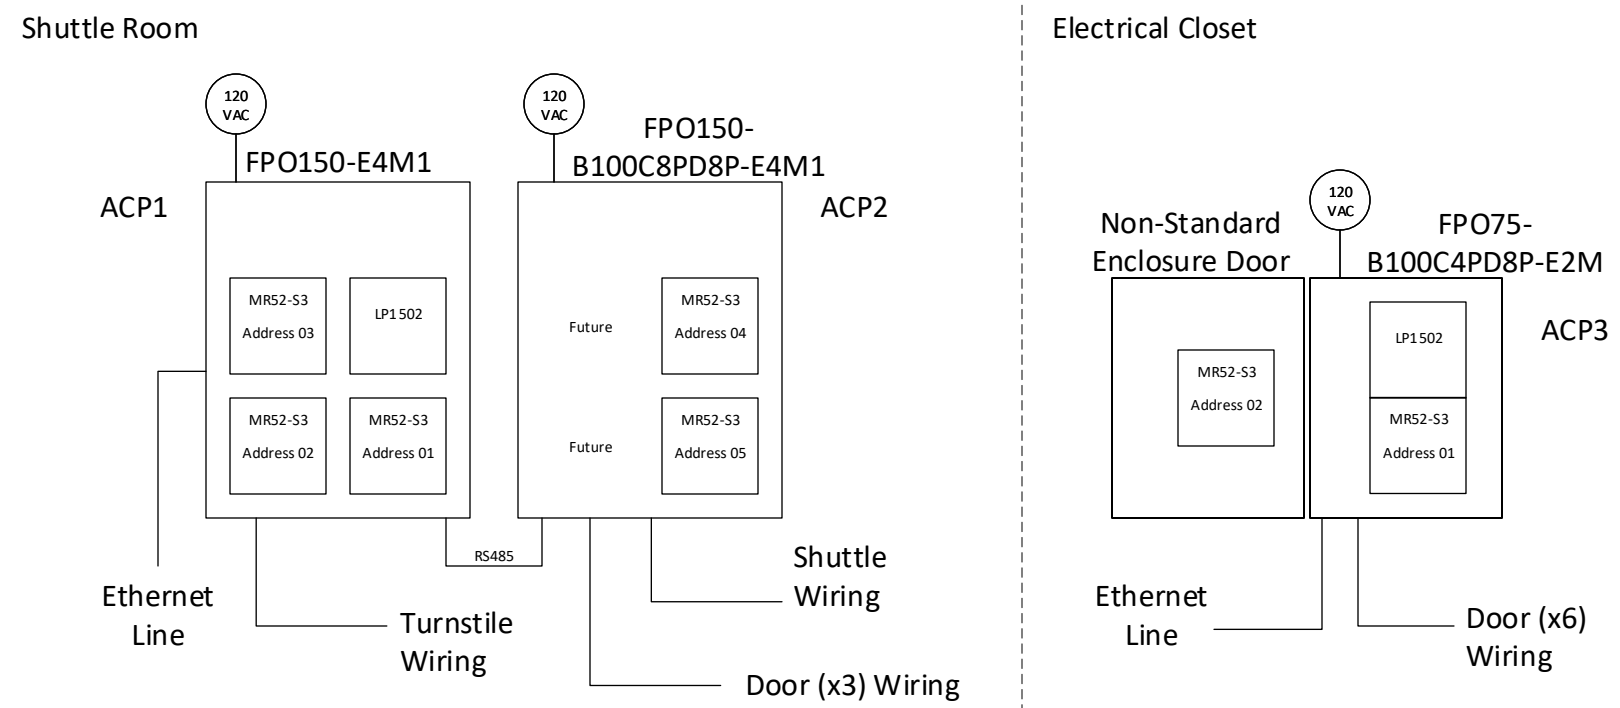 Shuttle Room
120
VAC
FPO150-E4M1
ACP1
MR52-S3
Address 03
LP1502
MR52-S3
Address 02
MR52-S3
Address 01
Ethernet
Line
Turnstile
Wiring
RS485
120
VAC
FPO150-
B100C8PD8P-E4M1
ACP2
Future
MR52-S3
Address 04
Future
MR52-S3
Address 05
Shuttle
Wiring
Door (x3) Wiring
Electrical Closet
120
VAC
Non-Standard
Enclosure Door
FPO75-
B100C4PD8P-E2M
ACP3
MR52-S3
Address 02
LP1502
MR52-S3
Address 01
Ethernet
Line
Door (x6)
Wiring